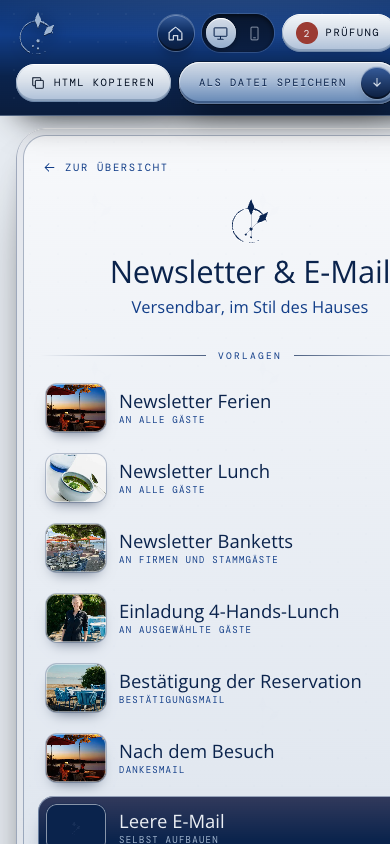 2 PRÜFUNG
HTML KOPIEREN
ALS DATEI SPEICHERN
← ZUR ÜBERSICHT
Newsletter & E-Mail
Versendbar, im Stil des Hauses
VORLAGEN
Newsletter Ferien
AN ALLE GÄSTE
Newsletter Lunch
AN ALLE GÄSTE
Newsletter Banketts
AN FIRMEN UND STAMMGÄSTE
Einladung 4-Hands-Lunch
AN AUSGEWÄHLTE GÄSTE
Bestätigung der Reservation
BESTÄTIGUNGSMAIL
Nach dem Besuch
DANKESMAIL
Leere E-Mail
SELBST AUFBAUEN